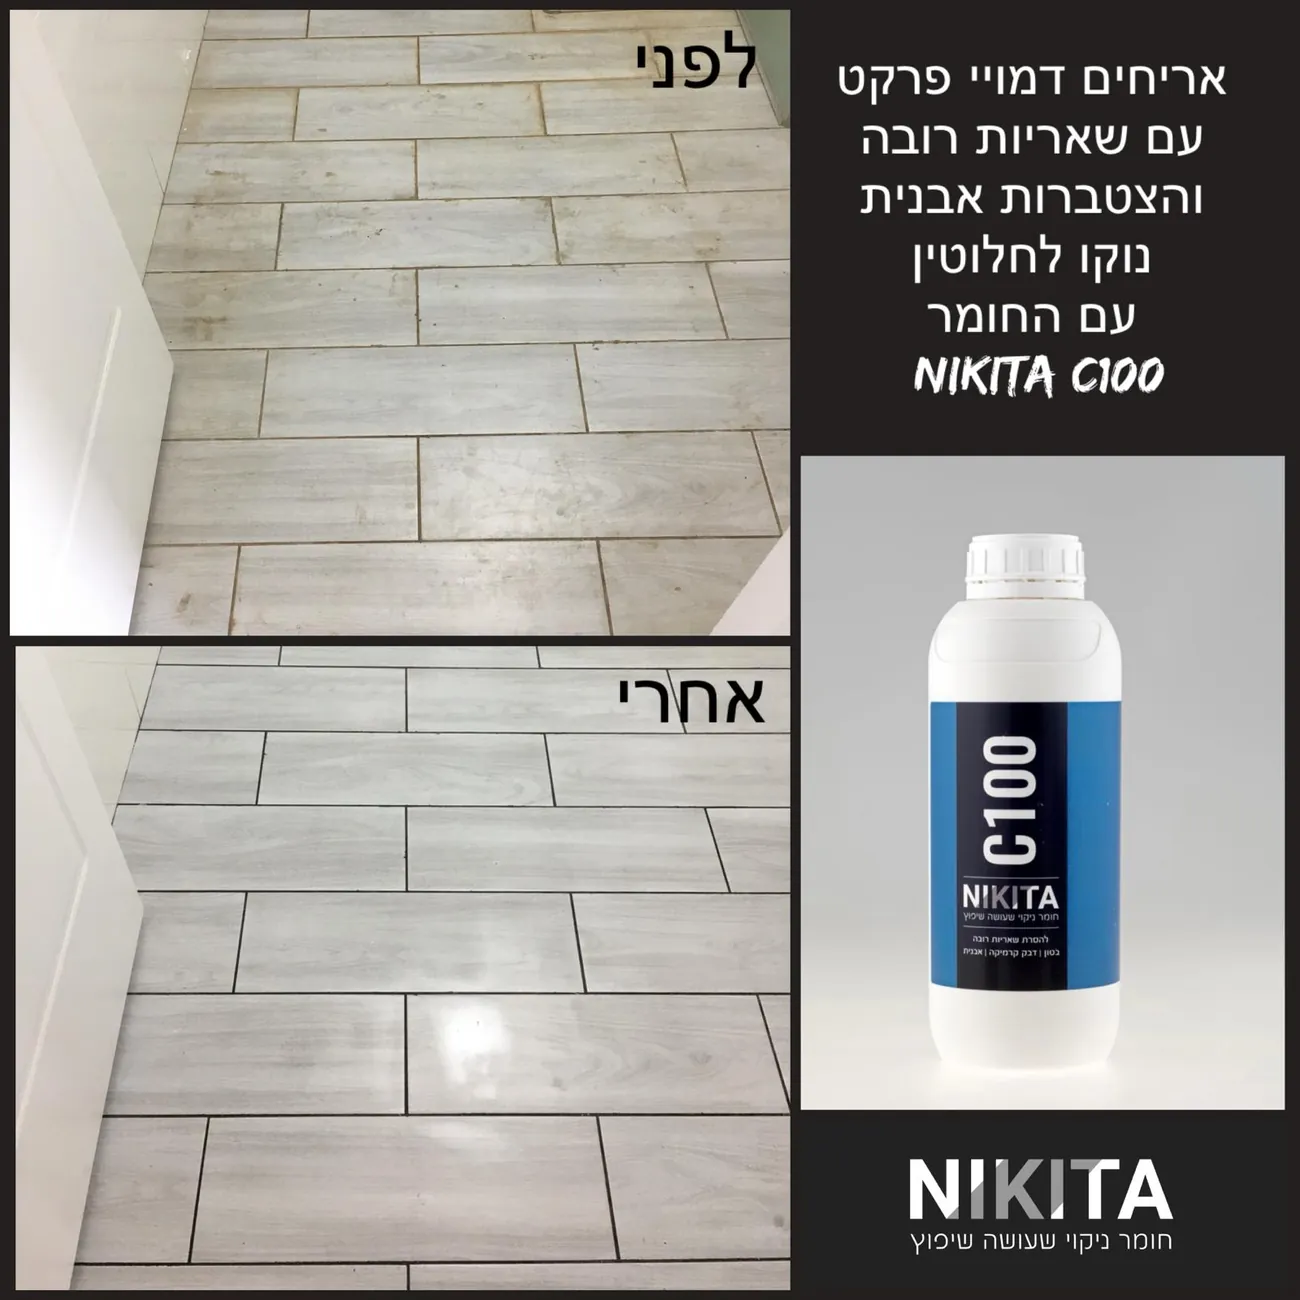 לפני
אריחים דמויי פרקט
עם שאריות רובה
והצטברות אבנית
נוקו לחלוטין
עם החומר
NIKITA C100
אחרי
C100
NIKITA
חומר ניקוי שעושה שיפוץ
להסרת שאריות רובה
בטון | דבק קרמיקה | אבנית
NIKITA
חומר ניקוי שעושה שיפוץ